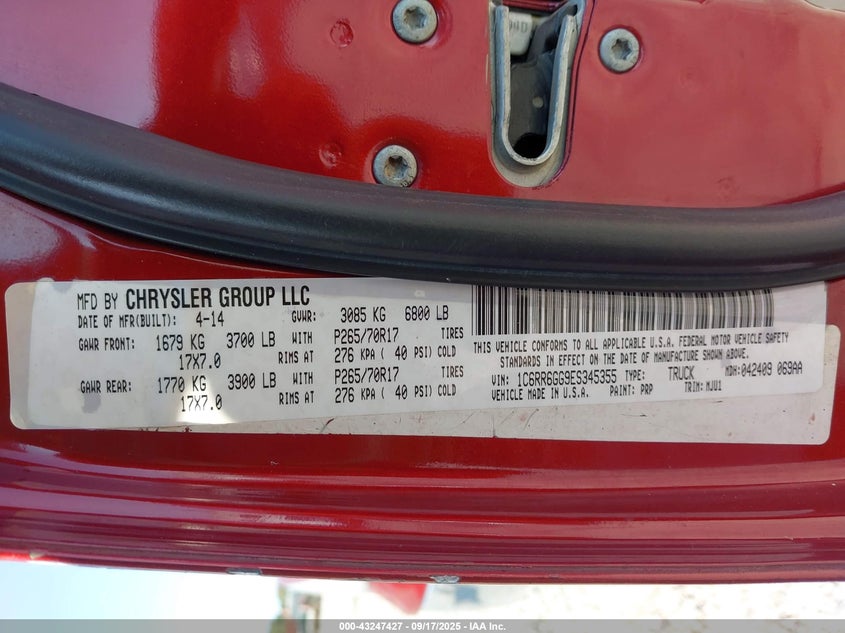 MFD BY CHRYSLER GROUP LLC
DATE OF MFR(BUILT): 4-14 GVWR: 3085 KG 6800 LB
GAWR FRONT: 1679 KG 3700 LB WITH P265/70R17 TIRES
17X7.0 RIMS AT 276 KPA ( 40 PSI) COLD
GAWR REAR: 1770 KG 3900 LB WITH P265/70R17 TIRES
17X7.0 RIMS AT 276 KPA ( 40 PSI) COLD
THIS VEHICLE CONFORMS TO ALL APPLICABLE U.S.A. FEDERAL MOTOR VEHICLE SAFETY
STANDARDS IN EFFECT ON THE DATE OF MANUFACTURE SHOWN ABOVE.
VIN: 1C6RR6GG9ES345355 TYPE: TRUCK MDH: 042409 069AA
VEHICLE MADE IN U.S.A. PAINT: PRP TRIM: MJU1
000-43247427 - 09/17/2025 - IAA Inc.